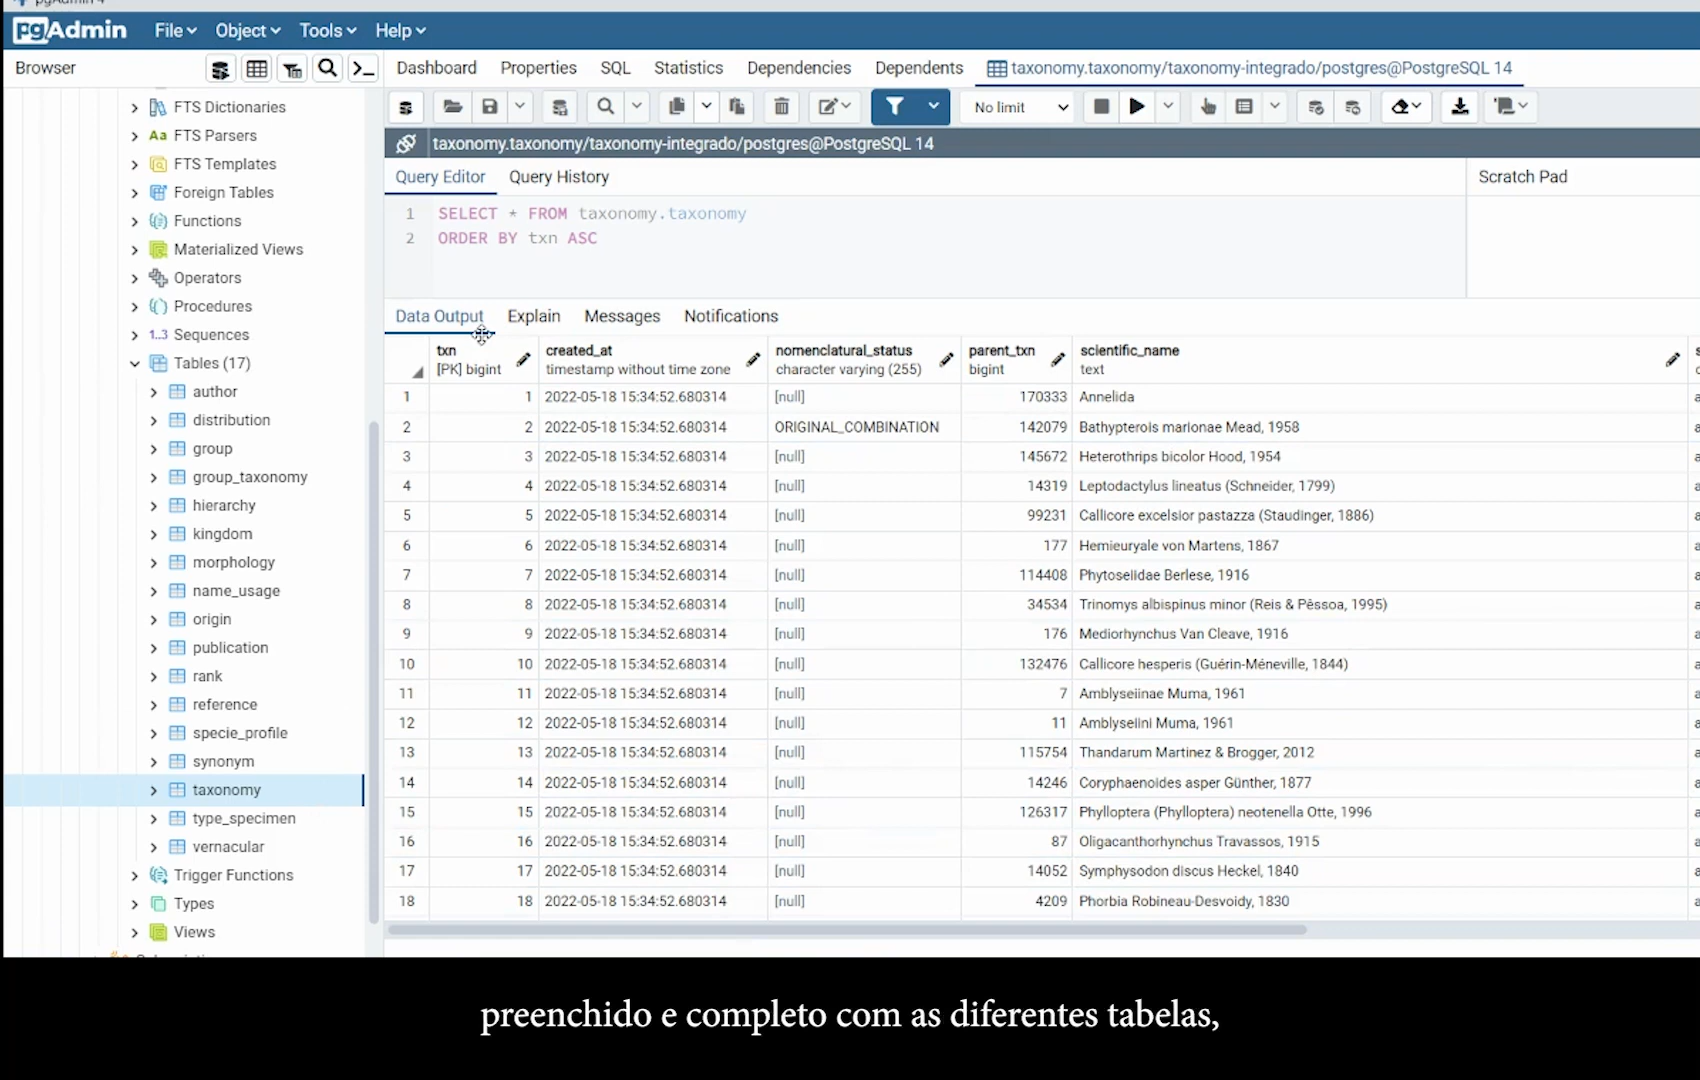 pgAdmin 4
pgAdmin File Object Tools Help
Browser
Dashboard Properties SQL Statistics Dependencies Dependents taxonomy.taxonomy/taxonomy-integrado/postgres@PostgreSQL 14
No limit
taxonomy.taxonomy/taxonomy-integrado/postgres@PostgreSQL 14
Query Editor Query History
Scratch Pad
1 SELECT * FROM taxonomy.taxonomy
2 ORDER BY txn ASC
FTS Dictionaries
Aa FTS Parsers
FTS Templates
Foreign Tables
Functions
Materialized Views
Operators
Procedures
1..3 Sequences
Tables (17)
author
distribution
group
group_taxonomy
hierarchy
kingdom
morphology
name_usage
origin
publication
rank
reference
specie_profile
synonym
taxonomy
type_specimen
vernacular
Trigger Functions
Types
Views
Data Output Explain Messages Notifications
txn created_at nomenclatural_status parent_txn scientific_name
[PK] bigint timestamp without time zone character varying (255) bigint text
1 1 2022-05-18 15:34:52.680314 [null] 170333 Annelida
2 2 2022-05-18 15:34:52.680314 ORIGINAL_COMBINATION 142079 Bathypterois marionae Mead, 1958
3 3 2022-05-18 15:34:52.680314 [null] 145672 Heterothrips bicolor Hood, 1954
4 4 2022-05-18 15:34:52.680314 [null] 14319 Leptodactylus lineatus (Schneider, 1799)
5 5 2022-05-18 15:34:52.680314 [null] 99231 Callicore excelsior pastazza (Staudinger, 1886)
6 6 2022-05-18 15:34:52.680314 [null] 177 Hemieuryale von Martens, 1867
7 7 2022-05-18 15:34:52.680314 [null] 114408 Phytoseiidae Berlese, 1916
8 8 2022-05-18 15:34:52.680314 [null] 34534 Trinomys albispinus minor (Reis & Pêssoa, 1995)
9 9 2022-05-18 15:34:52.680314 [null] 176 Mediorhynchus Van Cleave, 1916
10 10 2022-05-18 15:34:52.680314 [null] 132476 Callicore hesperis (Guérin-Méneville, 1844)
11 11 2022-05-18 15:34:52.680314 [null] 7 Amblyseiinae Muma, 1961
12 12 2022-05-18 15:34:52.680314 [null] 11 Amblyseiini Muma, 1961
13 13 2022-05-18 15:34:52.680314 [null] 115754 Thandarum Martinez & Brogger, 2012
14 14 2022-05-18 15:34:52.680314 [null] 14246 Coryphaenoides asper Günther, 1877
15 15 2022-05-18 15:34:52.680314 [null] 126317 Phylloptera (Phylloptera) neotenella Otte, 1996
16 16 2022-05-18 15:34:52.680314 [null] 87 Oligacanthorhynchus Travassos, 1915
17 17 2022-05-18 15:34:52.680314 [null] 14052 Symphysodon discus Heckel, 1840
18 18 2022-05-18 15:34:52.680314 [null] 4209 Phorbia Robineau-Desvoidy, 1830
preenchido e completo com as diferentes tabelas,